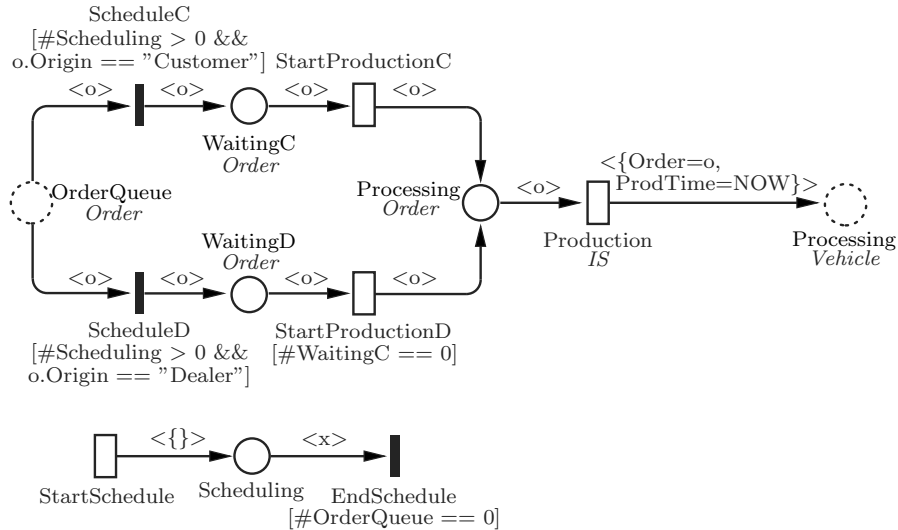 ScheduleC
[#Scheduling > 0 &&
o.Origin == "Customer"] StartProductionC
<o> <o> <o> <o>
WaitingC
Order
<{Order=o,
ProdTime=NOW}>
OrderQueue
Order
Processing
Order
<o>
WaitingD
Order
Production
IS
Processing
Vehicle
<o> <o> <o> <o>
ScheduleD
[#Scheduling > 0 &&
o.Origin == "Dealer"]
StartProductionD
[#WaitingC == 0]
<{}> <x>
StartSchedule Scheduling EndSchedule
[#OrderQueue == 0]